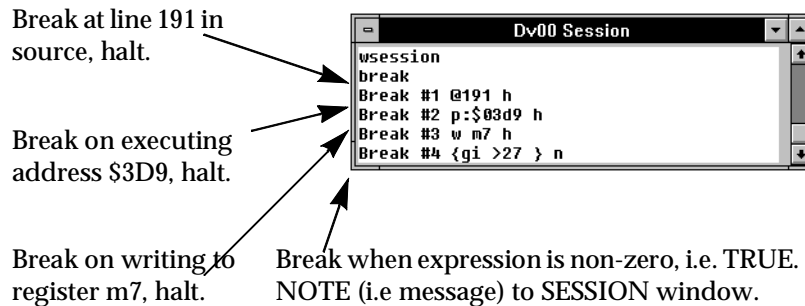 Break at line 191 in
source, halt.
Break on executing
address $3D9, halt.
Break on writing to
register m7, halt.
Dv00 Session
wsession
break
Break #1 @191 h
Break #2 p:$03d9 h
Break #3 w m7 h
Break #4 {gi >27 } n
Break when expression is non-zero, i.e. TRUE.
NOTE (i.e message) to SESSION window.